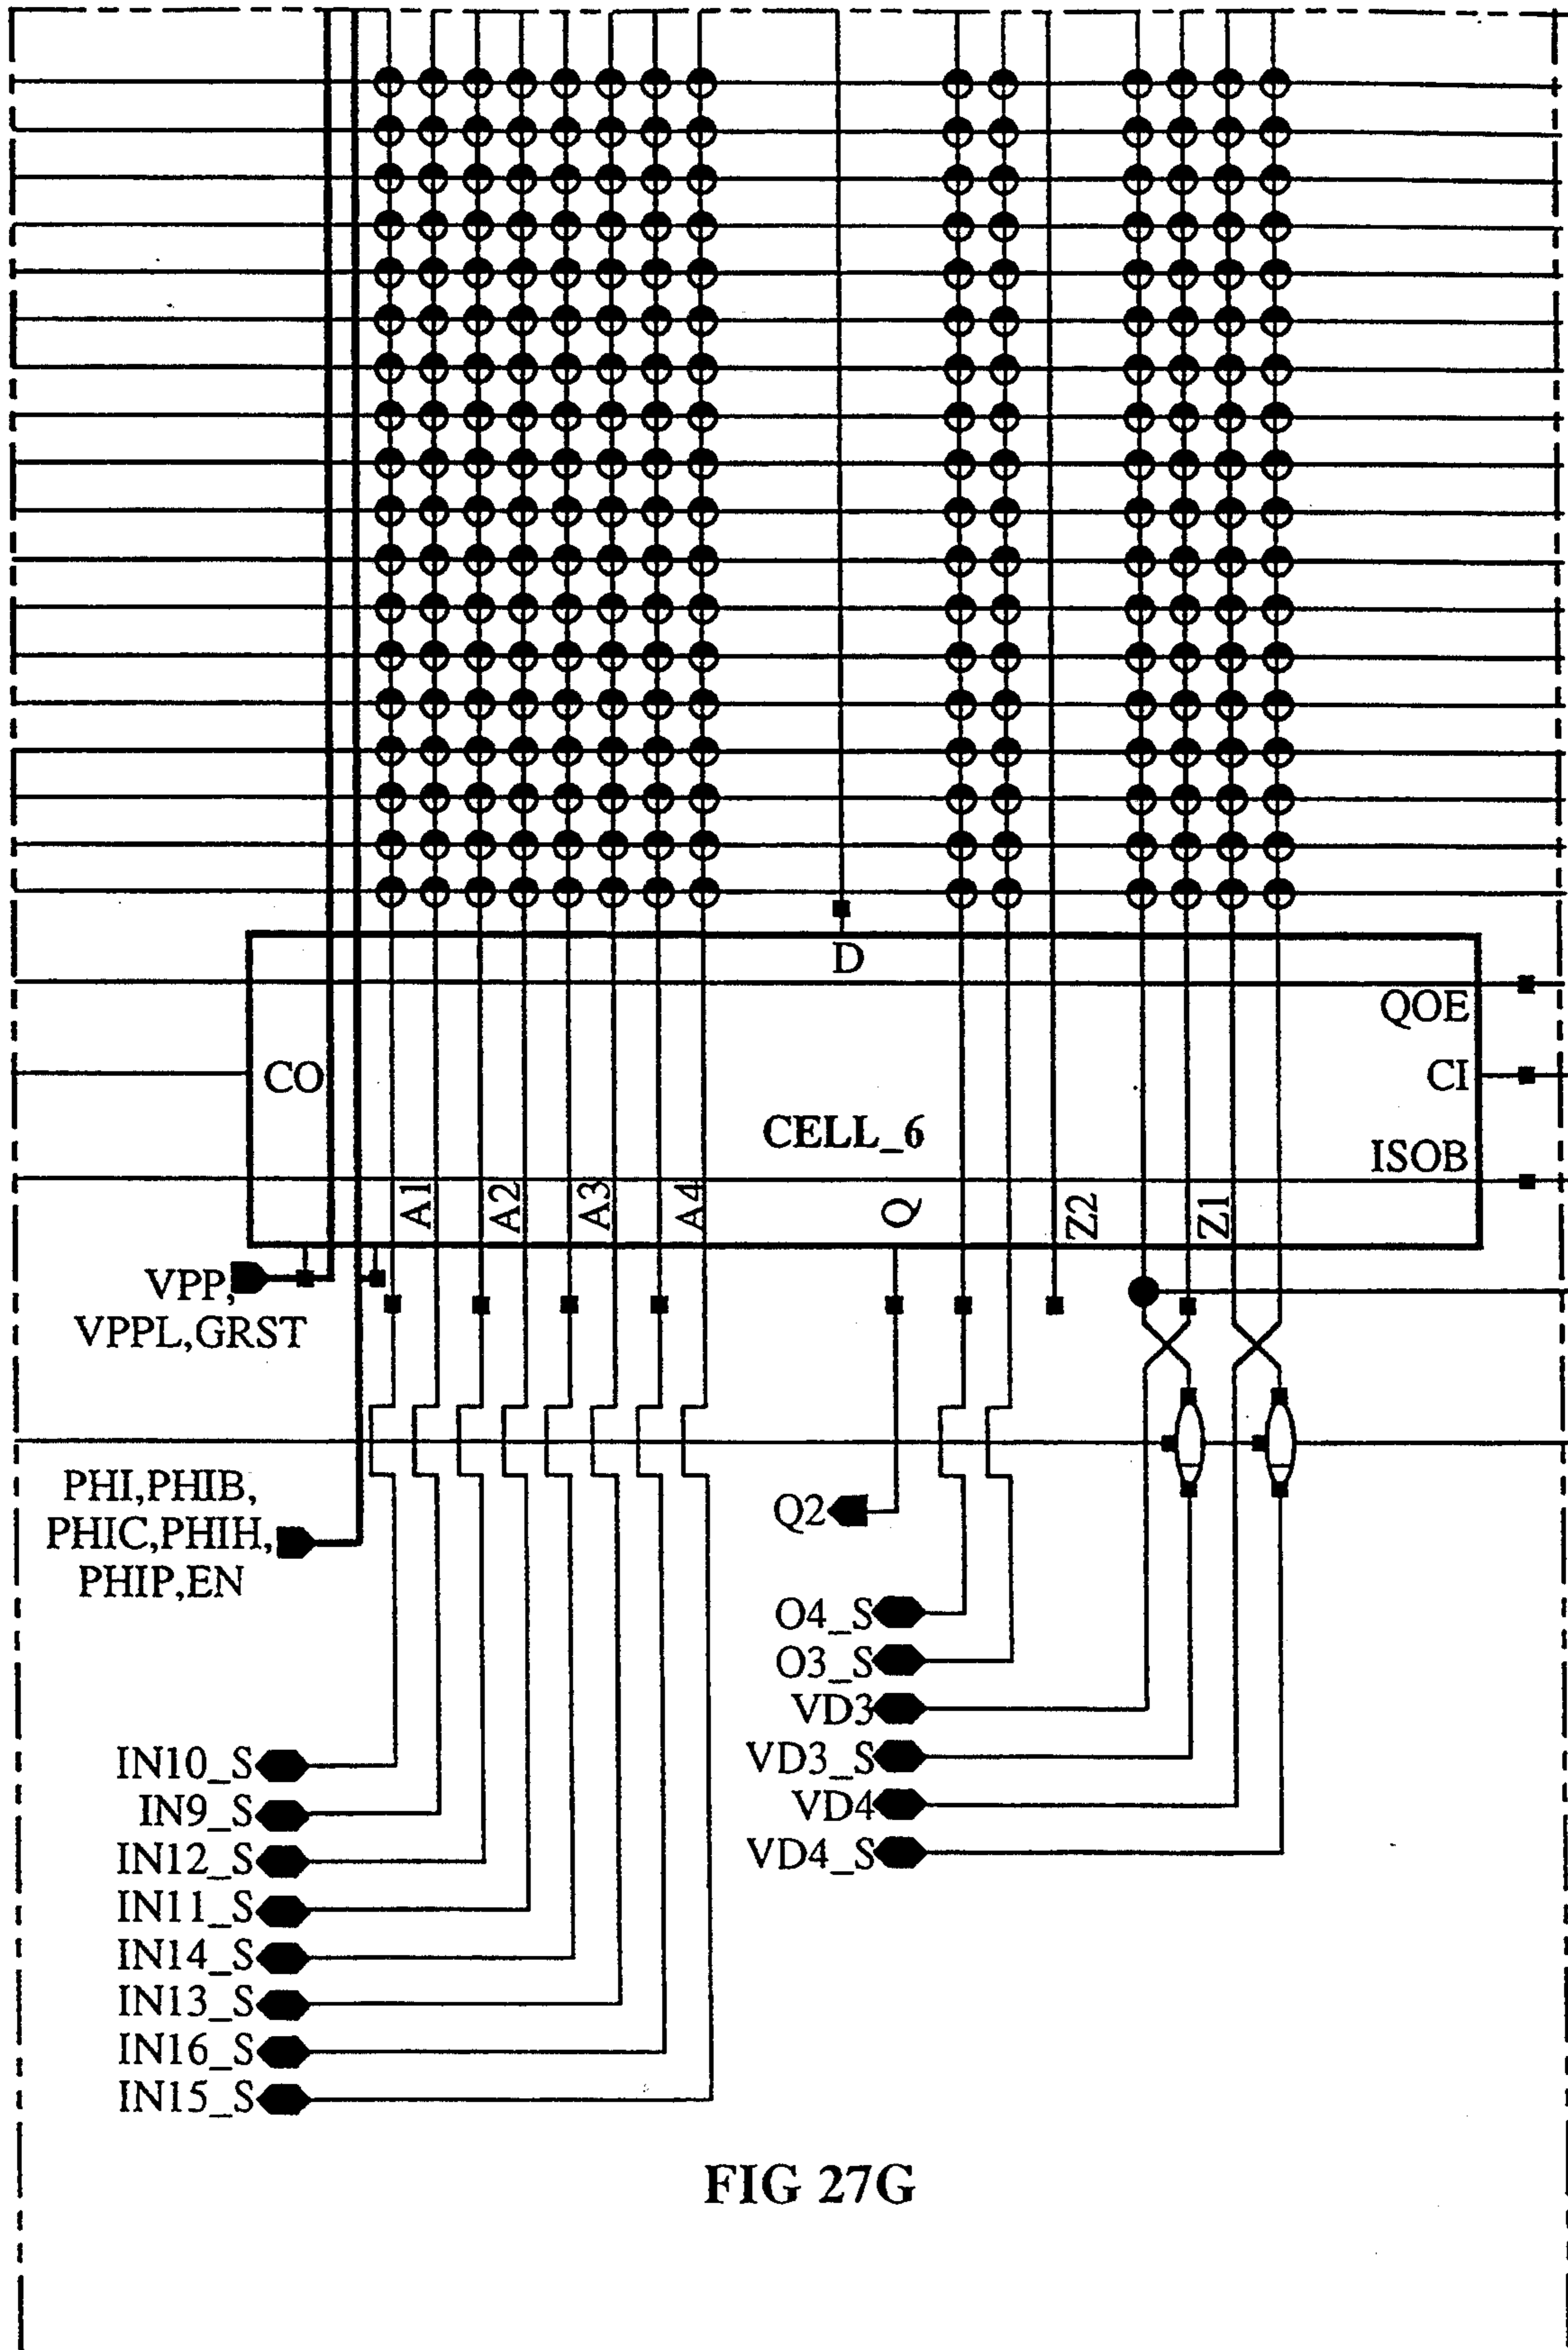 D
QOE
CO
CI
CELL_6
ISOB
A1
A2
A3
A4
Q
Z2
Z1
VPP,
VPPL,GRST
PHI,PHIB,
PHIC,PHIH,
PHIP,EN
Q2
O4_S
O3_S
VD3
VD3_S
VD4
VD4_S
IN10_S
IN9_S
IN12_S
IN11_S
IN14_S
IN13_S
IN16_S
IN15_S
FIG 27G